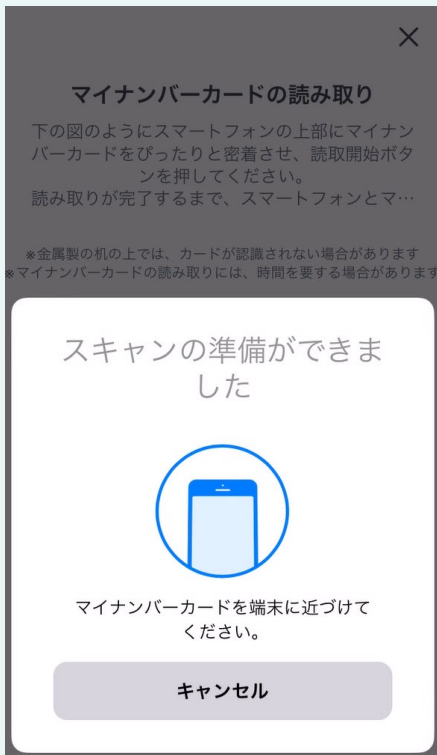 マイナンバーカードの読み取り
下の図のようにスマートフォンの上部にマイナン
バーカードをぴったりと密着させ、読取開始ボタ
ンを押してください。
読み取りが完了するまで、スマートフォンとマ…
※金属製の机の上では、カードが認識されない場合があります
※マイナンバーカードの読み取りには、時間を要する場合があります
スキャンの準備ができま
した
マイナンバーカードを端末に近づけて
ください。
キャンセル